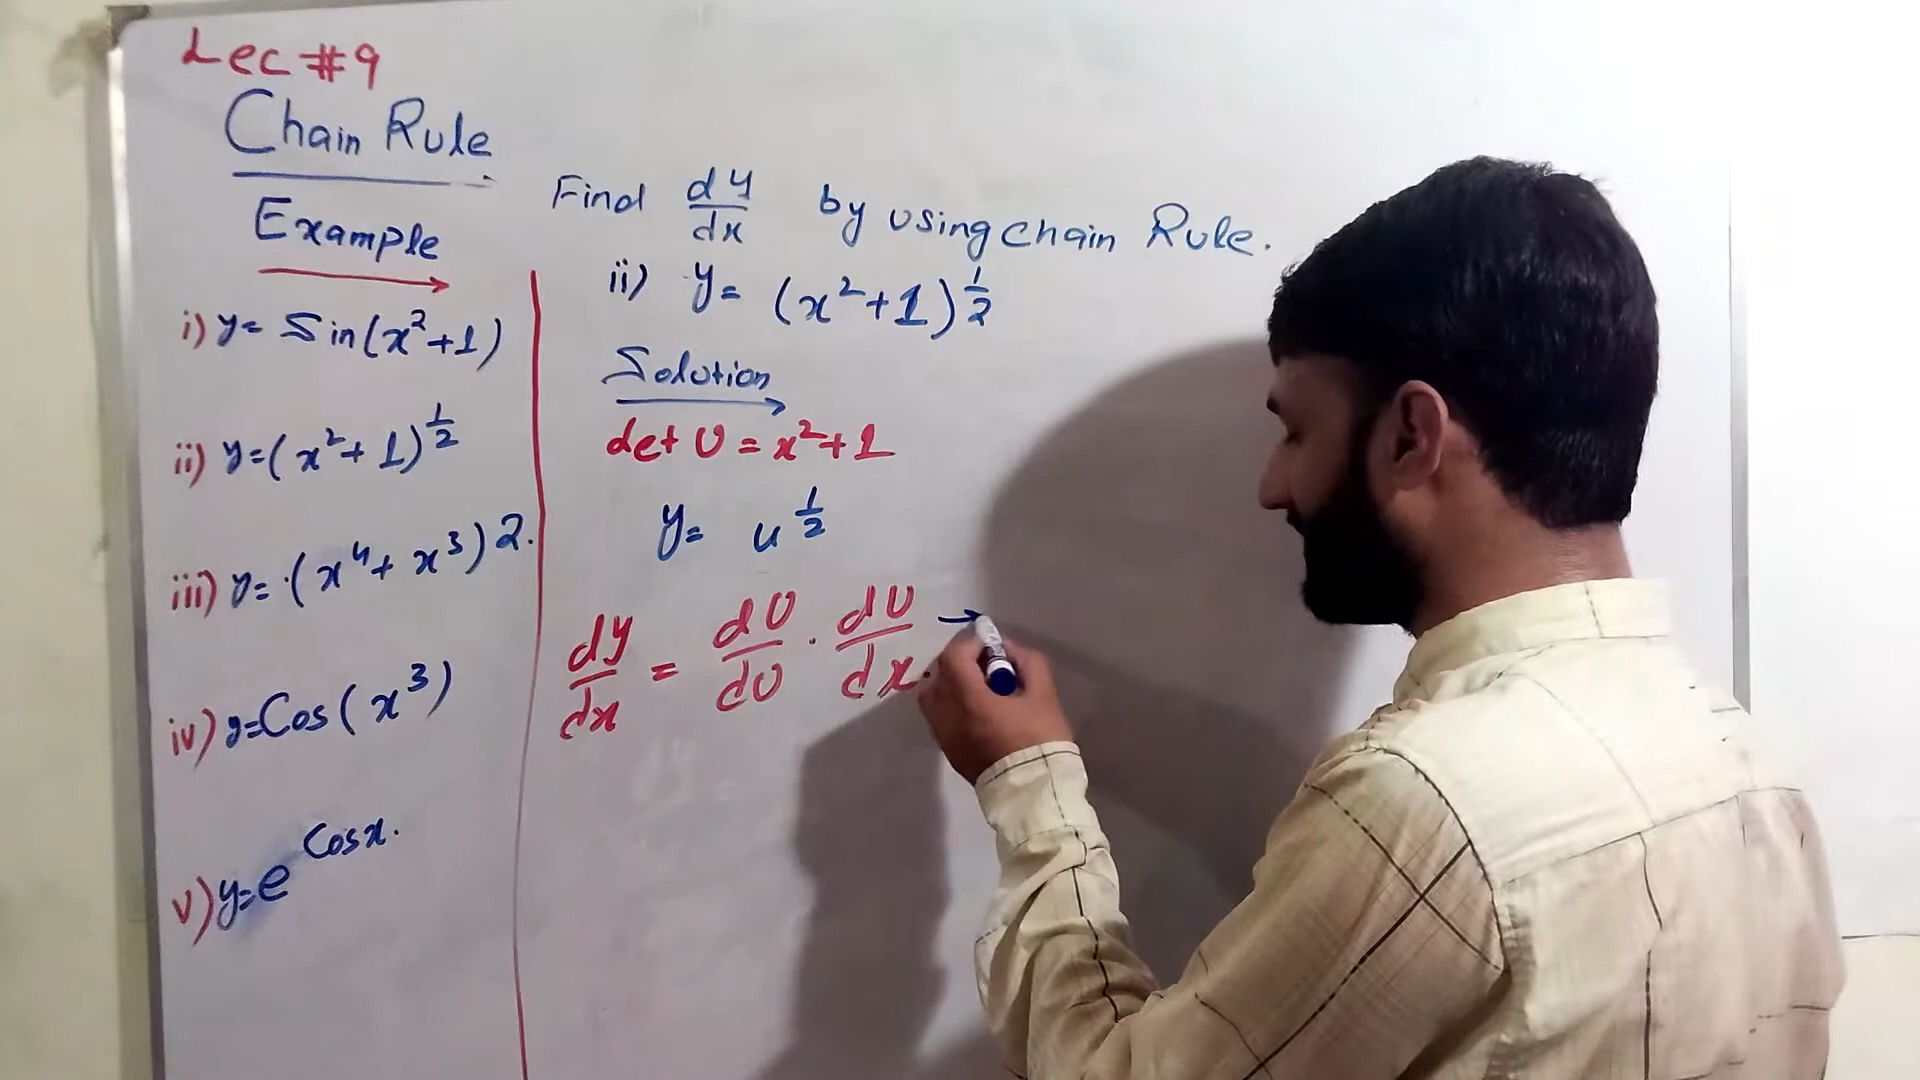 Lec #9
Chain Rule
Example
i) y = Sin(x²+1)
ii) y=(x²+1)^½
iii) y=(x⁴+x³)2.
iv) y=Cos(x³)
v) y=e^Cosx.
Find dy/dx by using chain Rule.
ii) y= (x²+1)^½
Solution
Let U = x²+1
y= u^½
dy/dx = dU/dU . dU/dx →